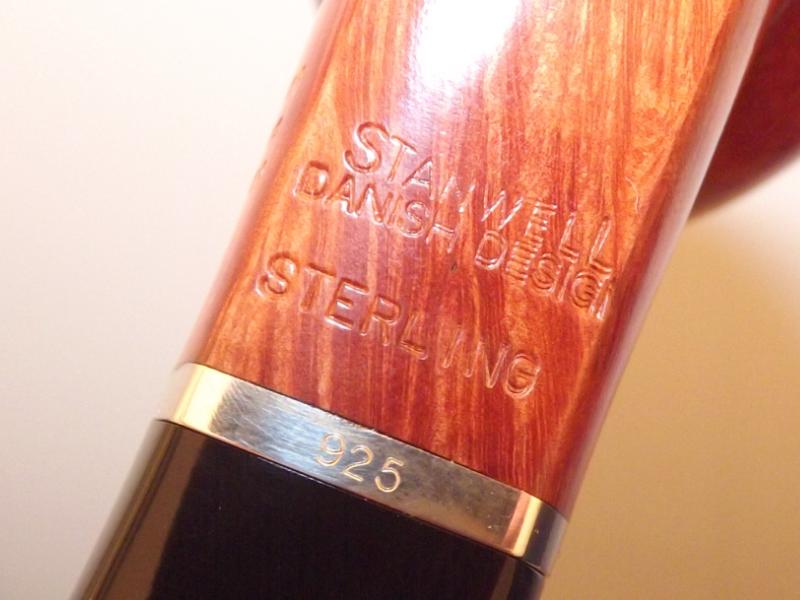 STANWELL
DANISH DESIGN
STERLING
925